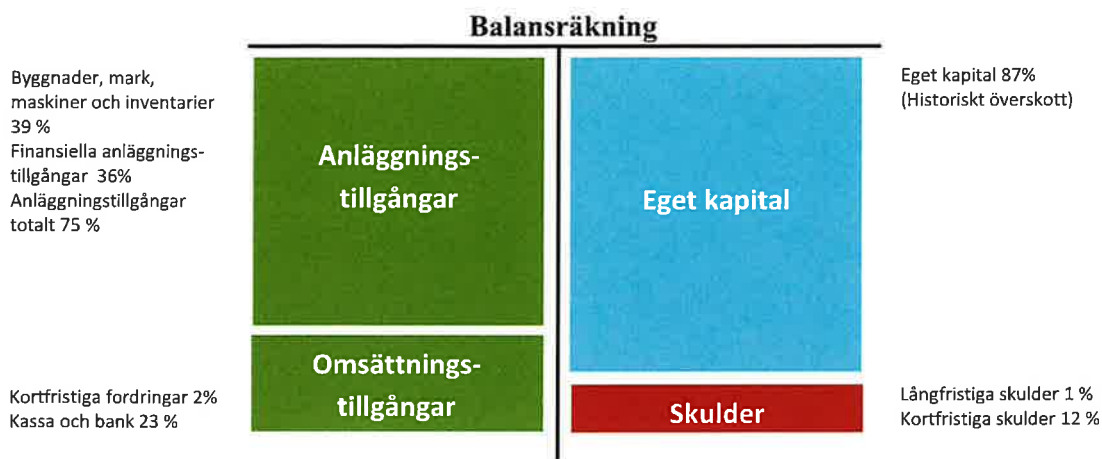 Balansräkning
Byggnader, mark,
maskiner och inventarier
39 %
Finansiella anläggnings-
tillgångar 36%
Anläggningstillgångar
totalt 75 %
Kortfristiga fordringar 2%
Kassa och bank 23 %
Anläggnings-
tillgångar
Omsättnings-
tillgångar
Eget kapital
Skulder
Eget kapital 87%
(Historiskt överskott)
Långfristiga skulder 1 %
Kortfristiga skulder 12 %